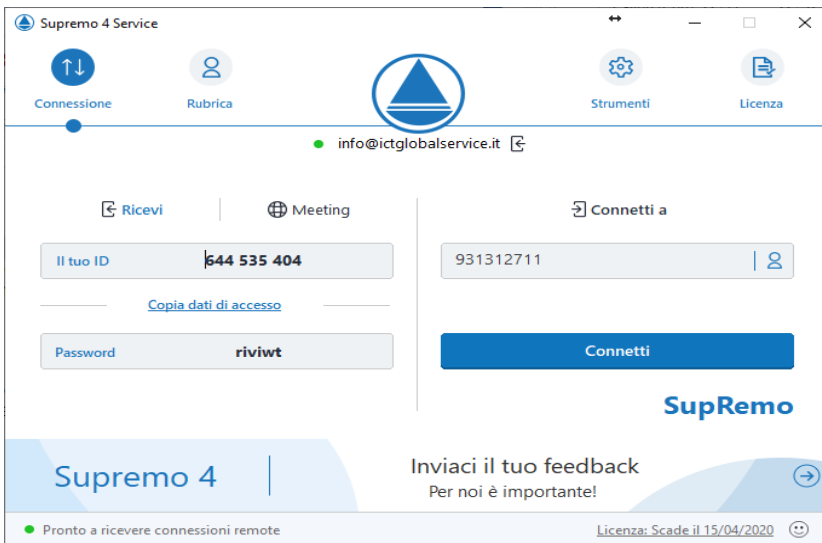 Supremo 4 Service
Connessione
Rubrica
Strumenti
Licenza
info@ictglobalservice.it
Ricevi
Meeting
Connetti a
Il tuo ID 644 535 404
931312711
Copia dati di accesso
Password riviwt
Connetti
SupRemo
Supremo 4
Inviaci il tuo feedback
Per noi è importante!
Pronto a ricevere connessioni remote
Licenza: Scade il 15/04/2020